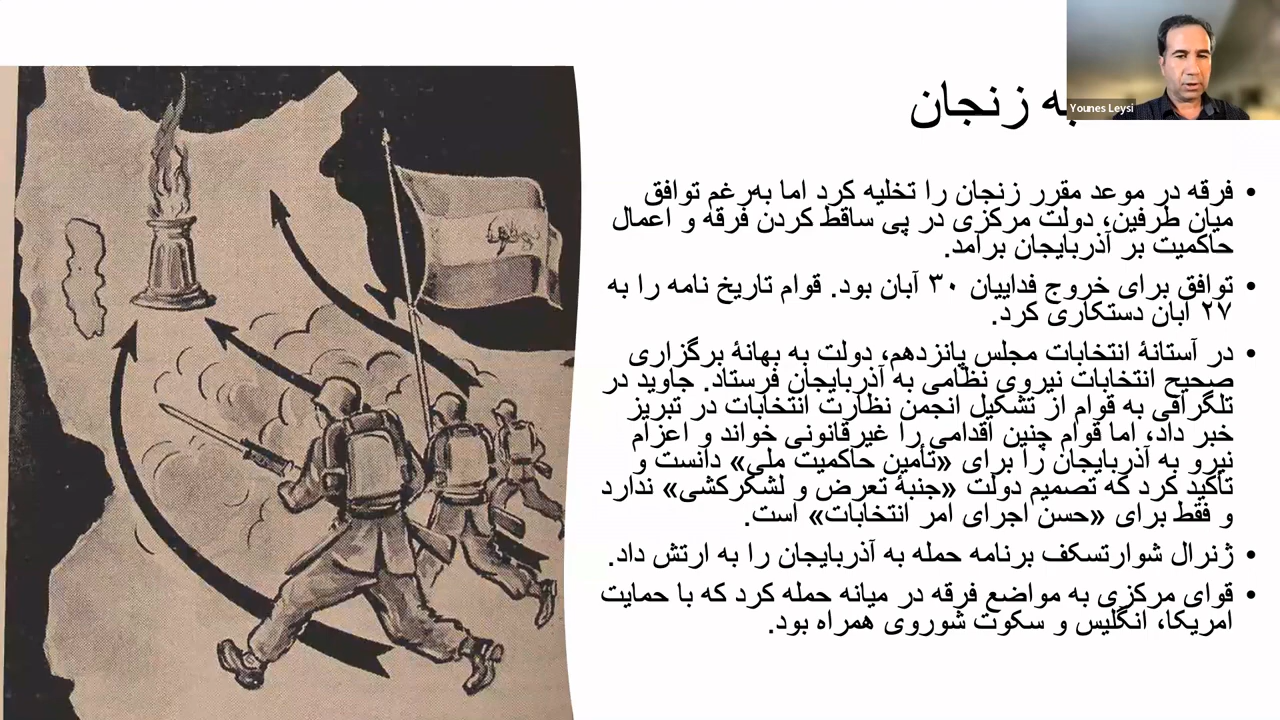 Younes Leysi
به زنجان
• فرقه در موعد مقرر زنجان را تخلیه کرد اما به‌رغم توافق
میان طرفین، دولت مرکزی در پی ساقط کردن فرقه و اعمال
حاکمیت بر آذربایجان برآمد.
• توافق برای خروج فداییان ۳۰ آبان بود. قوام تاریخ نامه را به
۲۷ آبان دستکاری کرد.
• در آستانهٔ انتخابات مجلس پانزدهم، دولت به بهانهٔ برگزاری
صحیح انتخابات نیروی نظامی به آذربایجان فرستاد. جاوید در
تلگرافی به قوام از تشکیل انجمن نظارت انتخابات در تبریز
خبر داد، اما قوام چنین اقدامی را غیرقانونی خواند و اعزام
نیرو به آذربایجان را برای «تأمین حاکمیت ملی» دانست و
تأکید کرد که تصمیم دولت «جنبهٔ تعرض و لشکرکشی» ندارد
و فقط برای «حسن اجرای امر انتخابات» است.
• ژنرال شوارتسکف برنامه حمله به آذربایجان را به ارتش داد.
• قوای مرکزی به مواضع فرقه در میانه حمله کرد که با حمایت
امریکا، انگلیس و سکوت شوروی همراه بود.